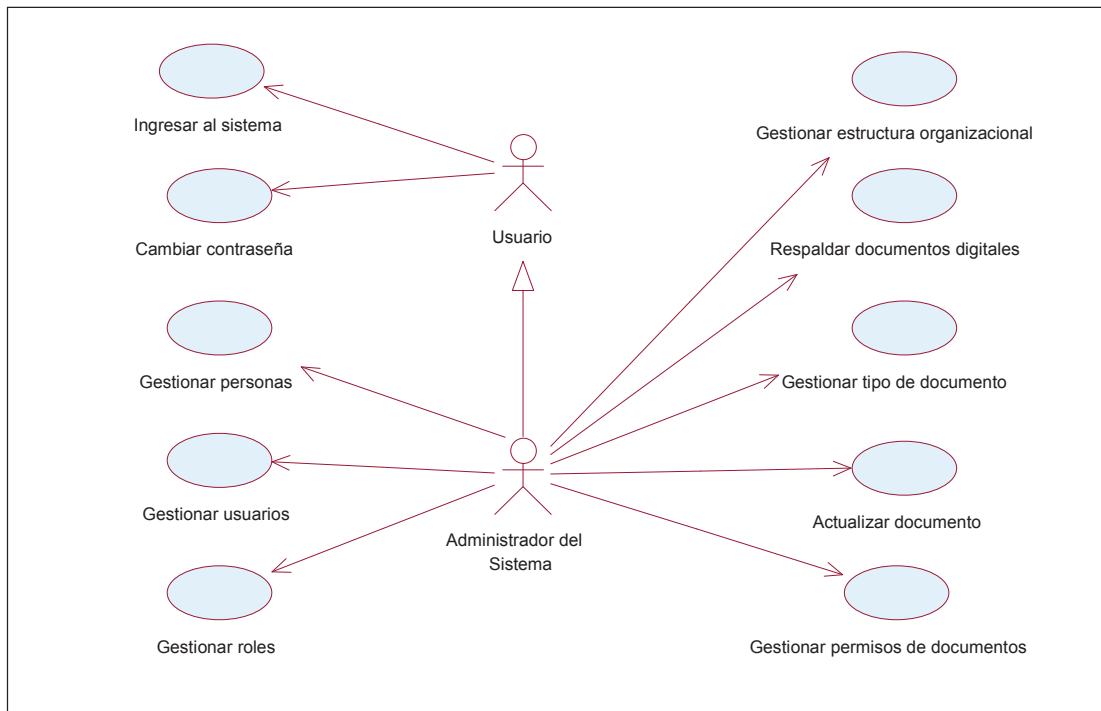 Ingresar al sistema
Cambiar contraseña
Gestionar personas
Gestionar usuarios
Gestionar roles
Usuario
Administrador del
Sistema
Gestionar estructura organizacional
Respaldar documentos digitales
Gestionar tipo de documento
Actualizar documento
Gestionar permisos de documentos